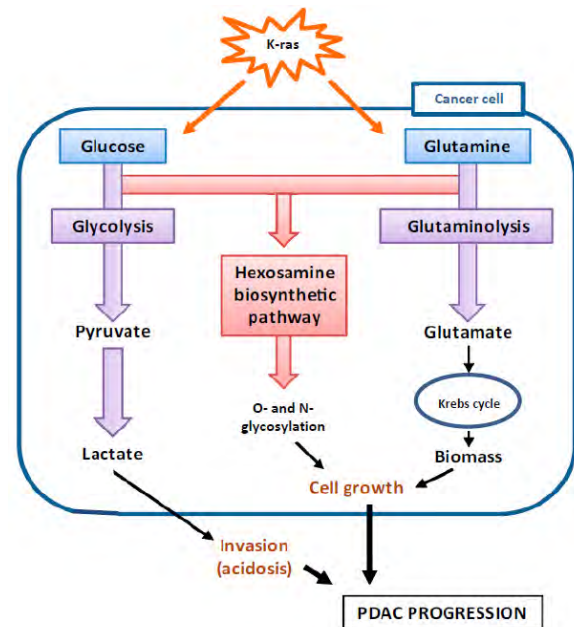 K-ras
Cancer cell
Glucose
Glutamine
Glycolysis
Glutaminolysis
Hexosamine
biosynthetic
pathway
Pyruvate
Glutamate
O- and N-
glycosylation
Krebs cycle
Lactate
Biomass
Cell growth
Invasion
(acidosis)
PDAC PROGRESSION